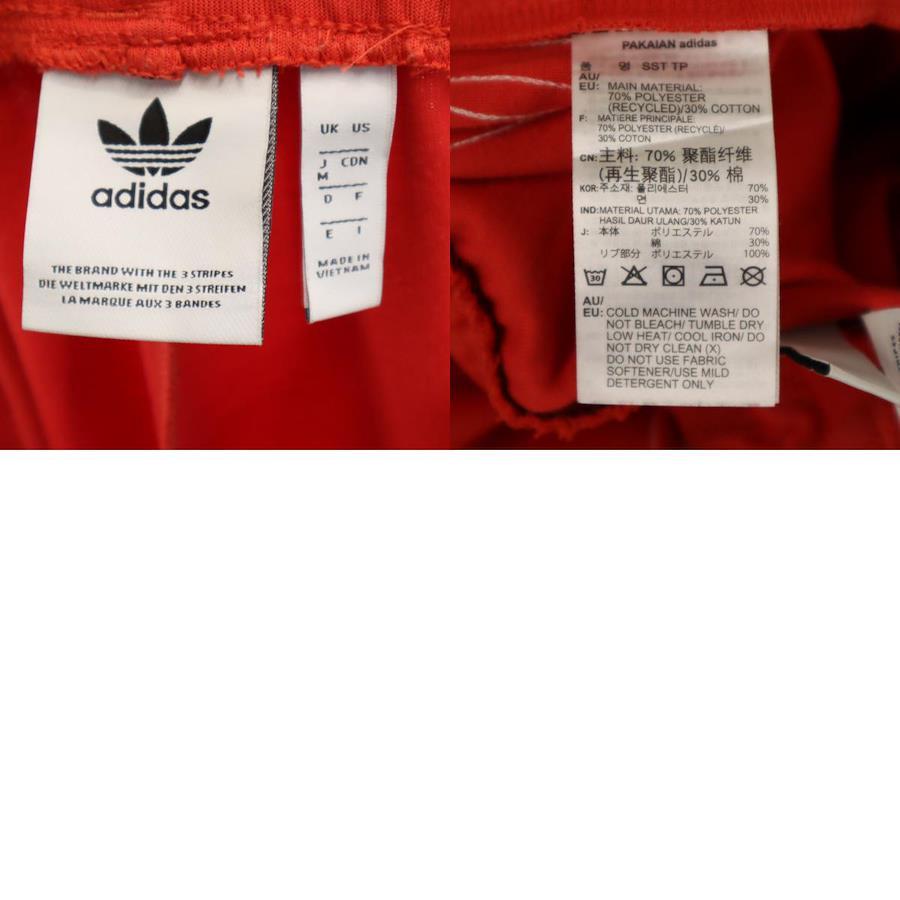 adidas
THE BRAND WITH THE 3 STRIPES
DIE WELTMARKE MIT DEN 3 STREIFEN
LA MARQUE AUX 3 BANDES
UK US
J CDN
M
D F
E I
MADE IN
VIETNAM
PAKAIAN adidas
품 명 SST TP
AU/
EU: MAIN MATERIAL:
70% POLYESTER
(RECYCLED)/30% COTTON
F: MATIERE PRINCIPALE:
70% POLYESTER (RECYCLÉ)/
30% COTON
CN: 主料: 70% 聚酯纤维
(再生聚酯)/30% 棉
KOR: 주소재: 폴리에스터 70%
면 30%
IND: MATERIAL UTAMA: 70% POLYESTER
HASIL DAUR ULANG/30% KATUN
J: 本体 ポリエステル 70%
綿 30%
リブ部分 ポリエステル 100%
30
AU/
EU: COLD MACHINE WASH/ DO
NOT BLEACH/ TUMBLE DRY
LOW HEAT/ COOL IRON/ DO
NOT DRY CLEAN (X)
DO NOT USE FABRIC
SOFTENER/USE MILD
DETERGENT ONLY